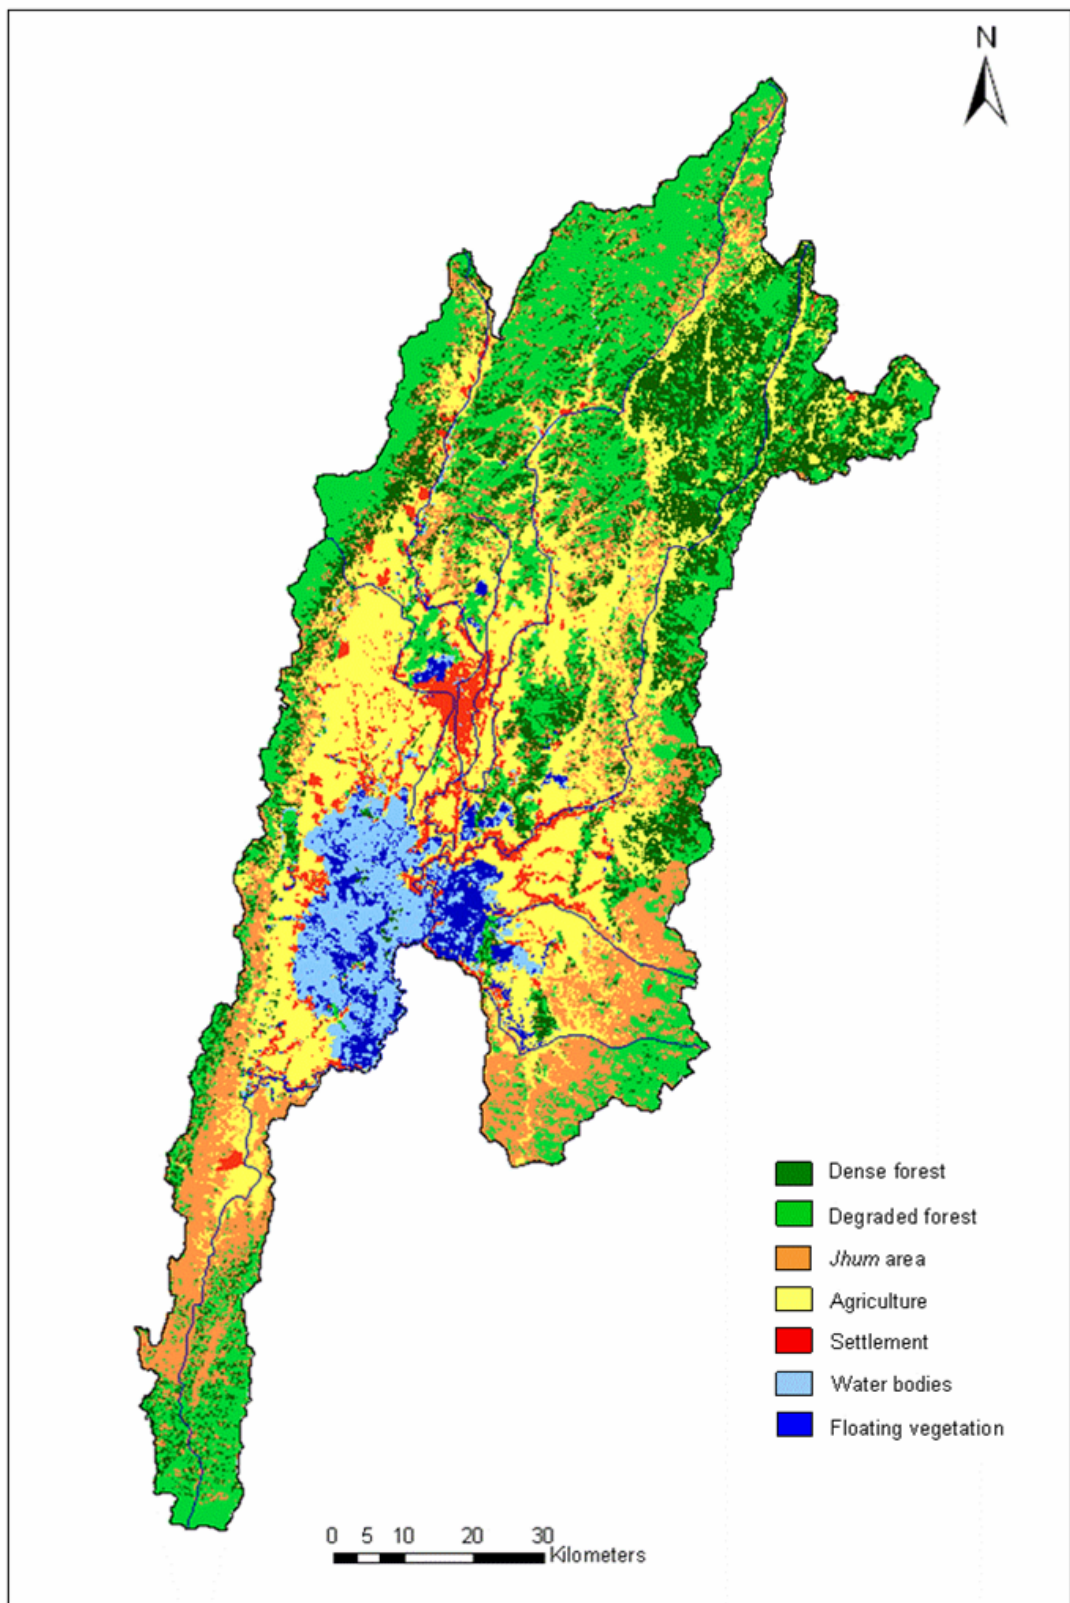 N
Dense forest
Degraded forest
Jhum area
Agriculture
Settlement
Water bodies
Floating vegetation
0 5 10 20 30
Kilometers